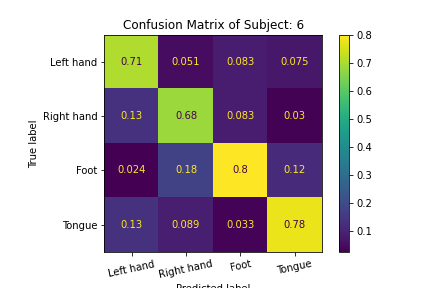 Confusion Matrix of Subject: 6
Left hand 0.71 0.051 0.083 0.075
Right hand 0.13 0.68 0.083 0.03
Foot 0.024 0.18 0.8 0.12
Tongue 0.13 0.089 0.033 0.78
True label
Left hand Right hand Foot Tongue
Predicted label
0.8
0.7
0.6
0.5
0.4
0.3
0.2
0.1